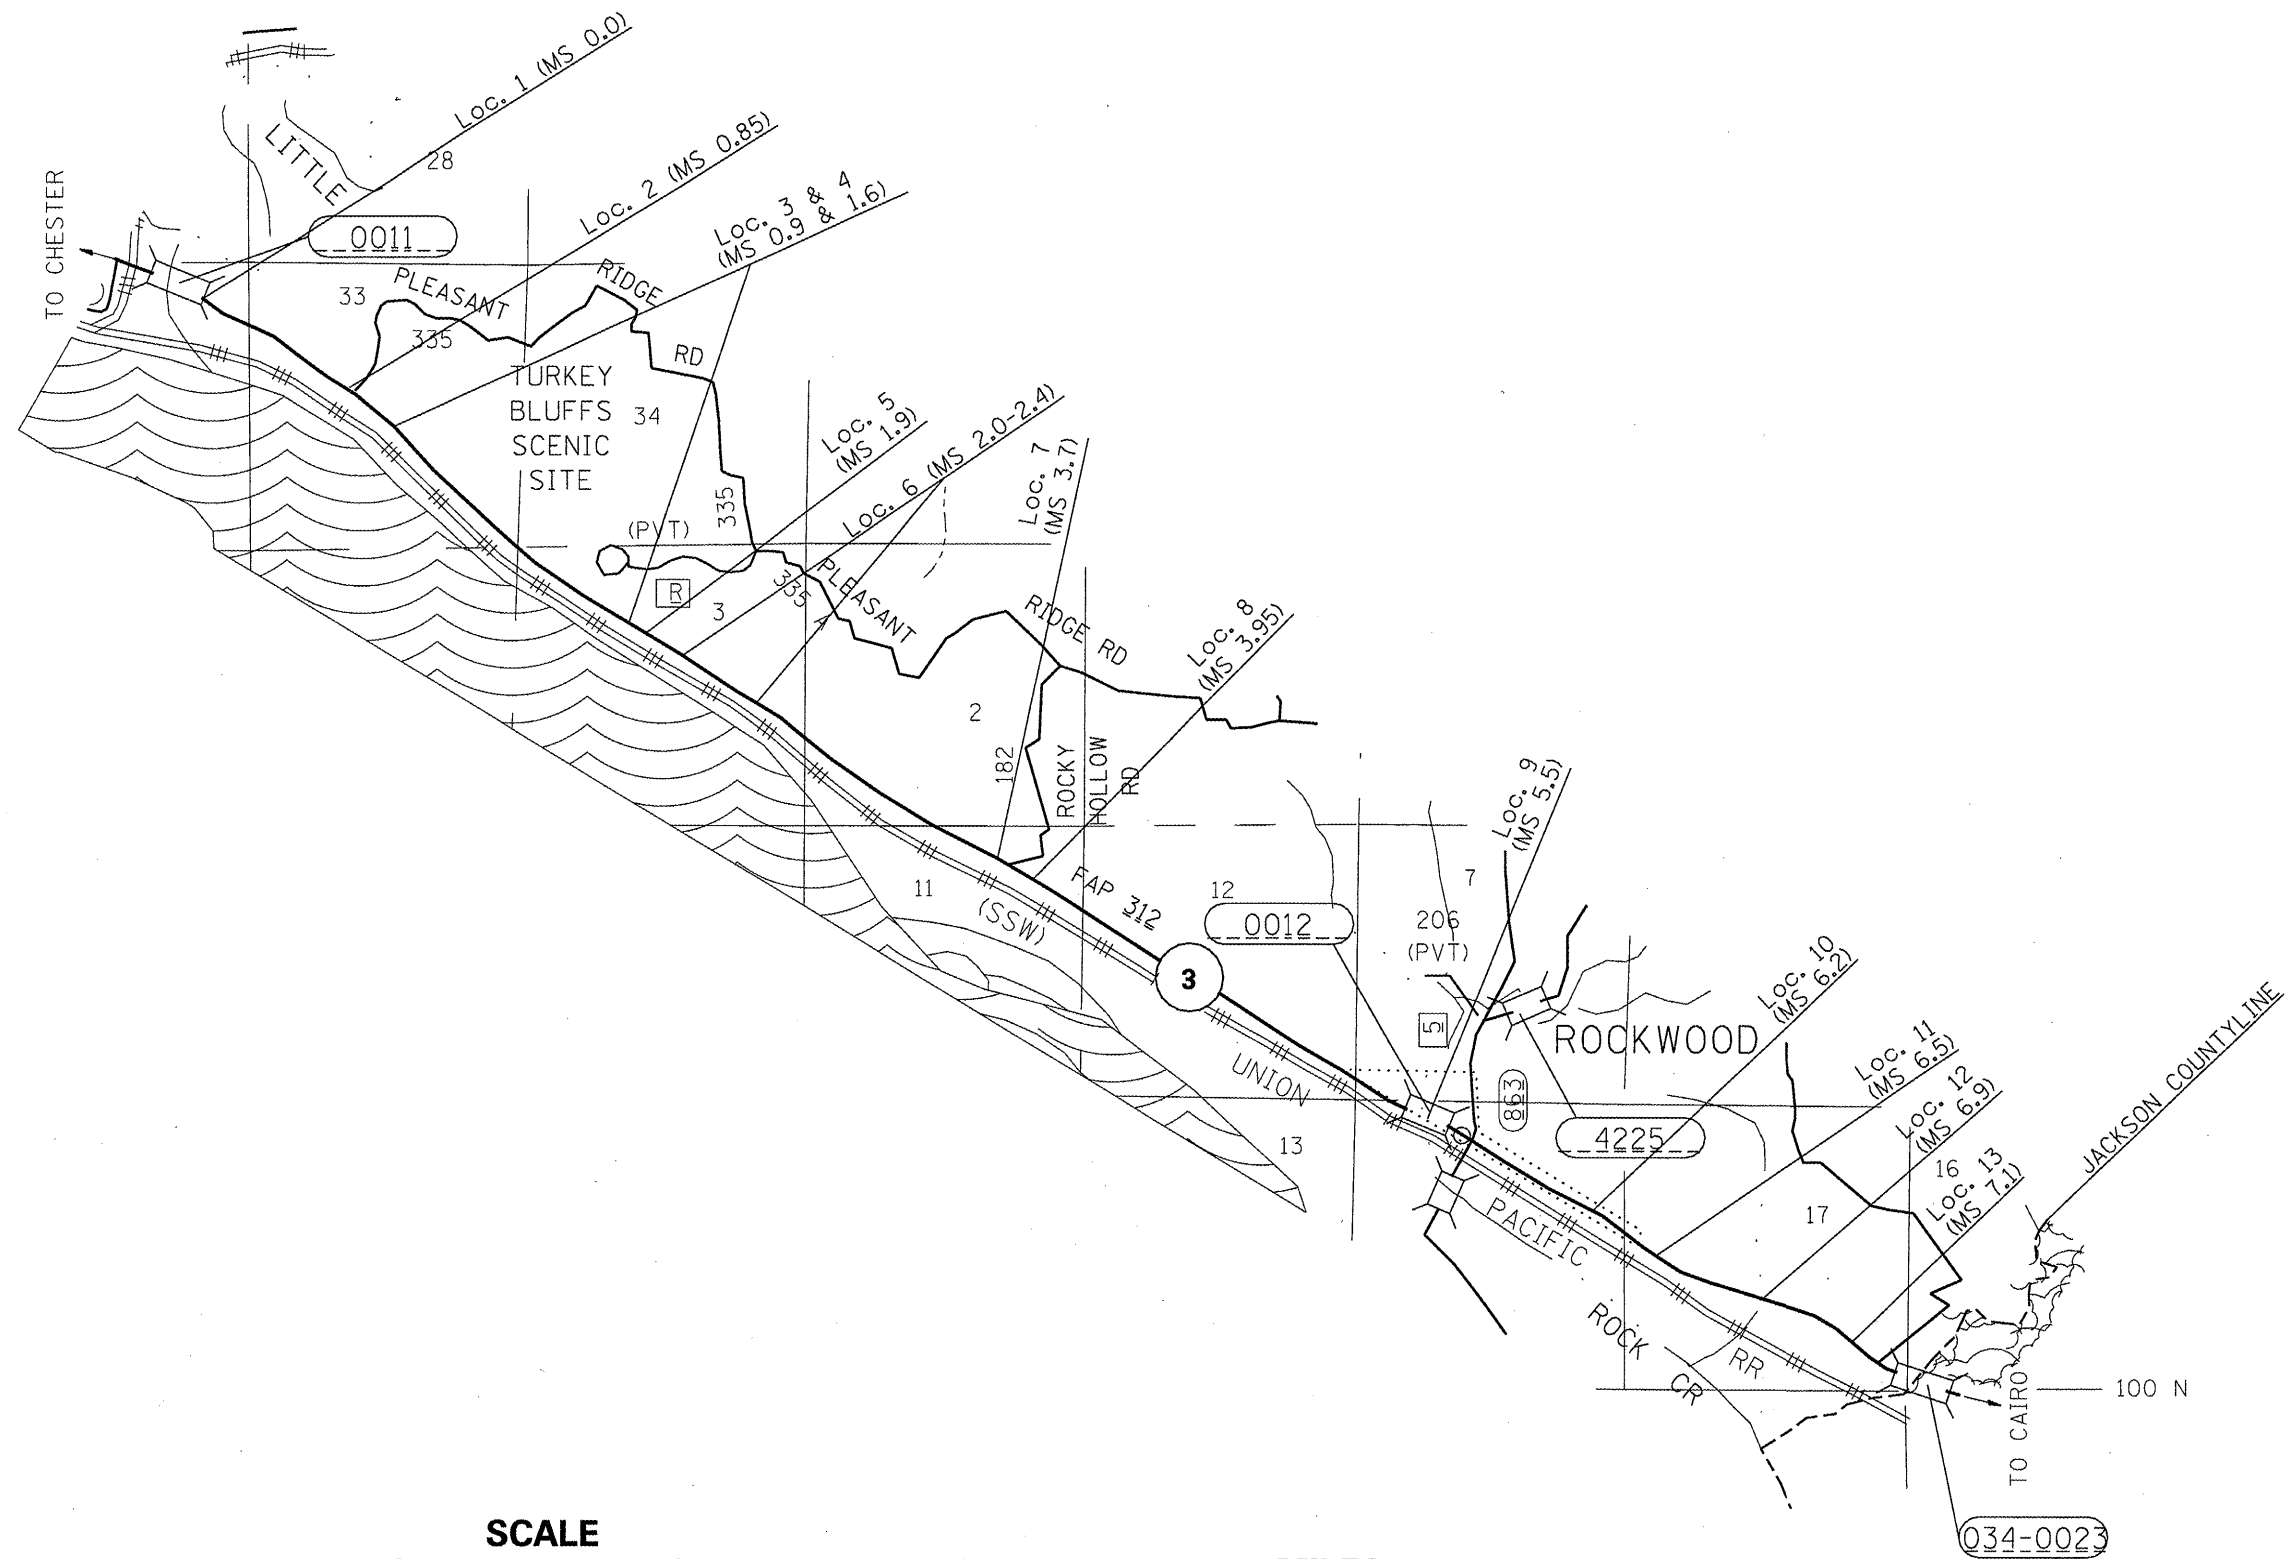 Loc. 1 (MS 0.0)
LITTLE
28
Loc. 2 (MS 0.85)
Loc. 3 & 4
(MS 0.9 & 1.6)
TO CHESTER
0011
33
PLEASANT
RIDGE
RD
335
TURKEY
BLUFFS
SCENIC
SITE
34
Loc. 5
(MS 1.9)
Loc. 6 (MS 2.0-2.4)
Loc. 7
(MS 3.7)
335
(PVT)
R
3
335 A
PLEASANT
RIDGE RD
Loc. 8
(MS 3.95)
2
182
ROCKY
HOLLOW
RD
Loc. 9
(MS 5.5)
11
(SSW)
FAP 312
12
0012
7
206
(PVT)
3
5
ROCKWOOD
Loc. 10
(MS 6.2)
UNION
863
4225
13
Loc. 11
(MS 6.5)
Loc. 12
(MS 6.9)
16
Loc. 13
(MS 7.1)
JACKSON COUNTYLINE
17
PACIFIC
ROCK
CR
RR
TO CAIRO
100 N
SCALE
034-0023